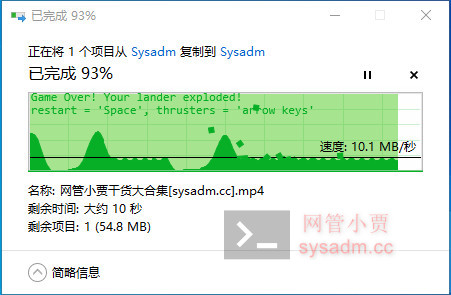 已完成 93%
正在将 1 个项目从 Sysadm 复制到 Sysadm
已完成 93%
Game Over! Your lander exploded!
restart = 'Space', thrusters = 'arrow keys'
速度: 10.1 MB/秒
名称: 网管小贾干货大合集[sysadm.cc].mp4
剩余时间: 大约 10 秒
剩余项目: 1 (54.8 MB)
网管小贾
sysadm.cc
简略信息